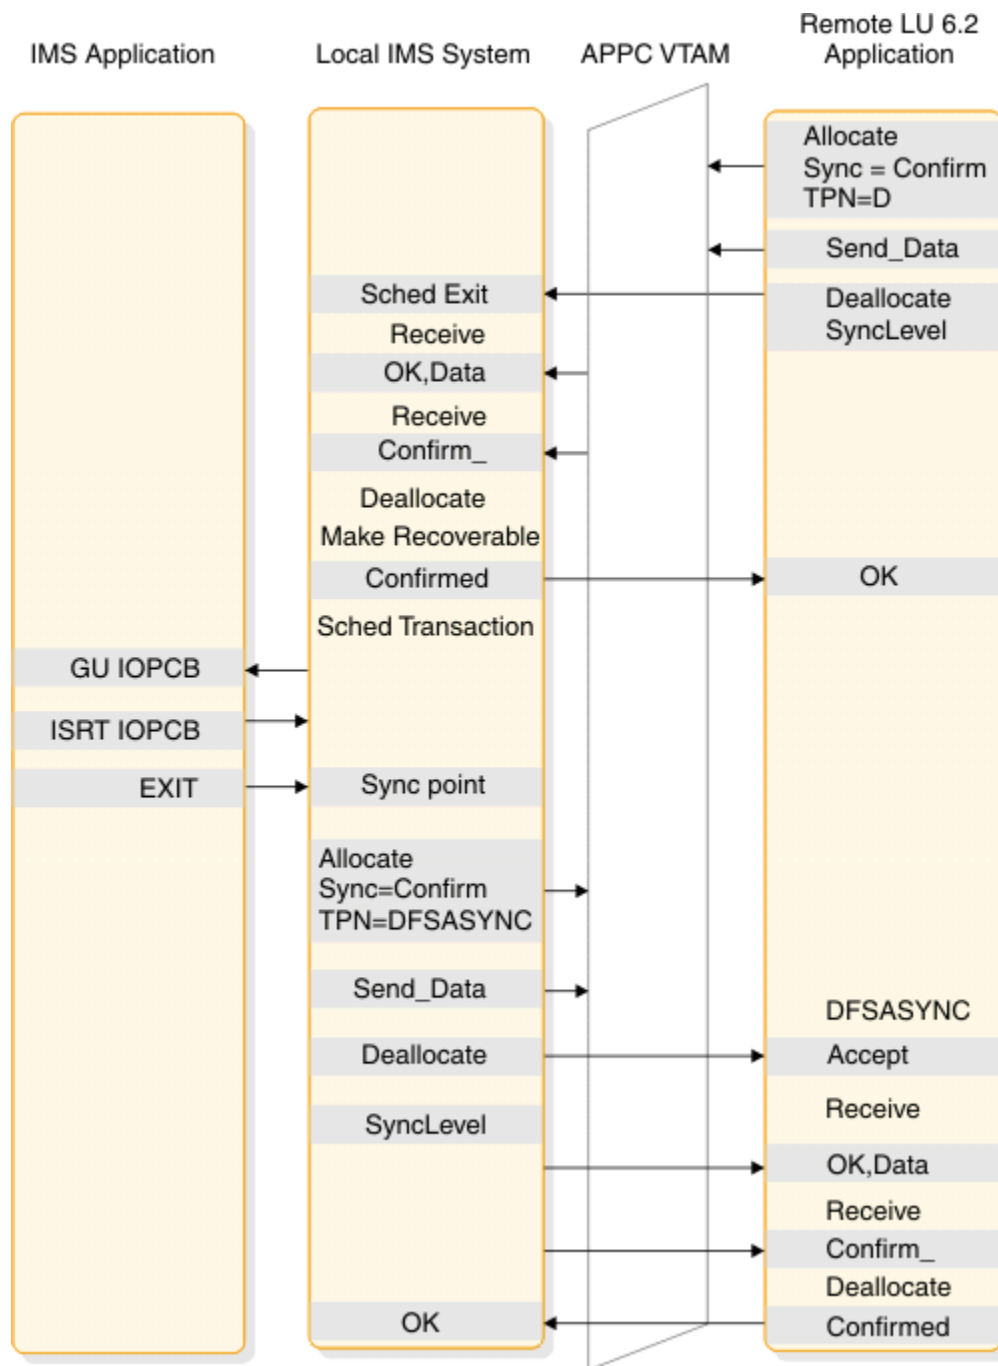 IMS Application
Local IMS System
APPC VTAM
Remote LU 6.2
Application
Allocate
Sync = Confirm
TPN=D
Send_Data
Sched Exit
Deallocate
SyncLevel
Receive
OK,Data
Receive
Confirm_
Deallocate
Make Recoverable
Confirmed
OK
Sched Transaction
GU IOPCB
ISRT IOPCB
EXIT
Sync point
Allocate
Sync=Confirm
TPN=DFSASYNC
Send_Data
DFSASYNC
Deallocate
Accept
Receive
SyncLevel
OK,Data
Receive
Confirm_
Deallocate
OK
Confirmed